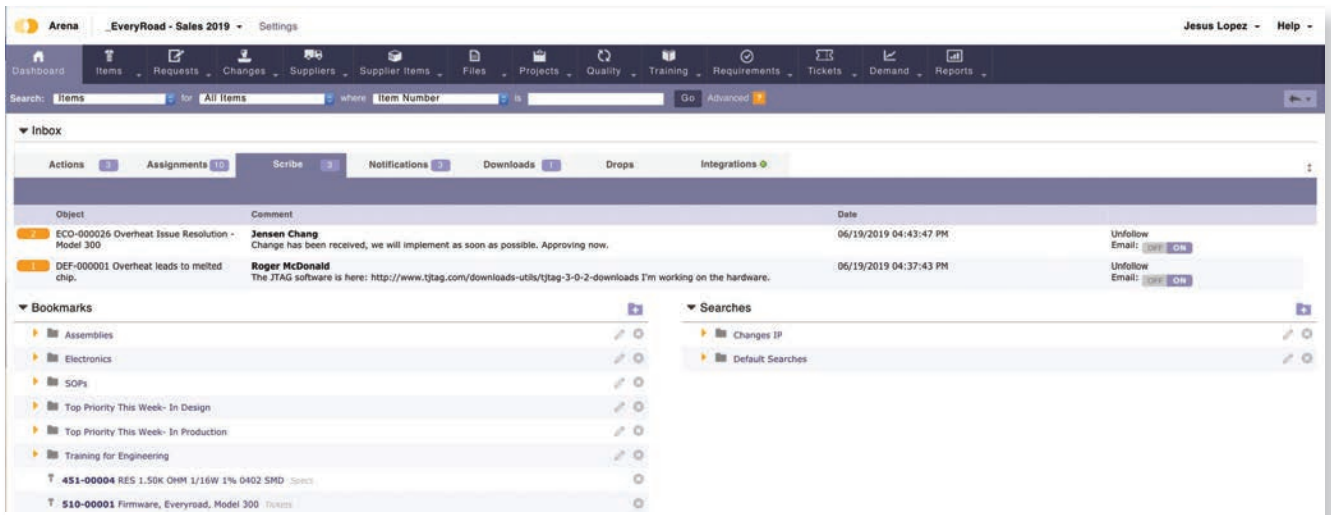 Arena _EveryRoad - Sales 2019 Settings Jesus Lopez Help
Dashboard Items Requests Changes Suppliers Supplier Items Files Projects Quality Training Requirements Tickets Demand Reports
Search: Items for All Items where Item Number is Go Advanced ?
Inbox
Actions 3 Assignments 10 Scribe 3 Notifications 3 Downloads 1 Drops Integrations
Object Comment Date
2 ECO-000026 Overheat Issue Resolution - Jensen Chang 06/19/2019 04:43:47 PM Unfollow
Model 300 Change has been received, we will implement as soon as possible. Approving now. Email: OFF ON
1 DEF-000001 Overheat leads to melted Roger McDonald 06/19/2019 04:37:43 PM Unfollow
chip. The JTAG software is here: http://www.tjtag.com/downloads-utils/tjtag-3-0-2-downloads I'm working on the hardware. Email: OFF ON
Bookmarks Searches
Assemblies Changes IP
Electronics Default Searches
SOPs
Top Priority This Week- In Design
Top Priority This Week- In Production
Training for Engineering
451-00004 RES 1.50K OHM 1/16W 1% 0402 SMD Specs
510-00001 Firmware, Everyroad, Model 300 Tickets